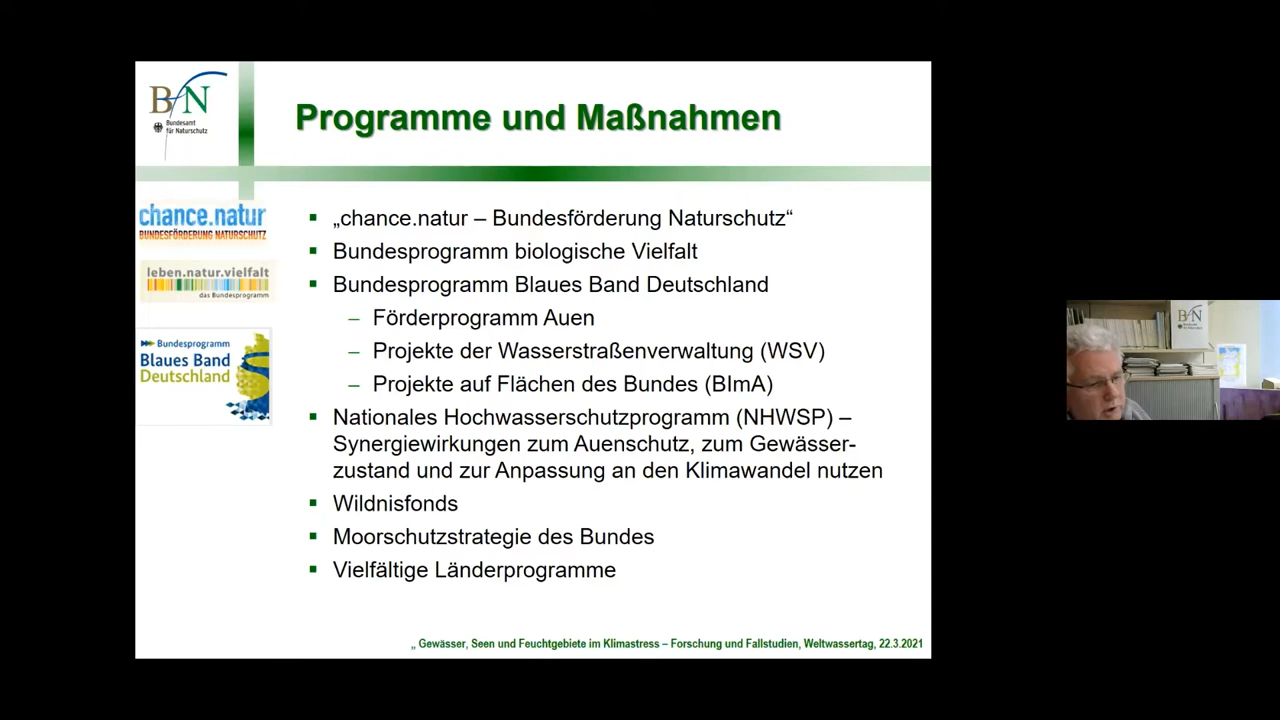 BfN
Bundesamt
für Naturschutz
Programme und Maßnahmen
chance.natur
BUNDESFÖRDERUNG NATURSCHUTZ
leben.natur.vielfalt
das Bundesprogramm
Bundesprogramm
Blaues Band
Deutschland
▪ „chance.natur – Bundesförderung Naturschutz“
▪ Bundesprogramm biologische Vielfalt
▪ Bundesprogramm Blaues Band Deutschland
– Förderprogramm Auen
– Projekte der Wasserstraßenverwaltung (WSV)
– Projekte auf Flächen des Bundes (BImA)
▪ Nationales Hochwasserschutzprogramm (NHWSP) –
Synergiewirkungen zum Auenschutz, zum Gewässer-
zustand und zur Anpassung an den Klimawandel nutzen
▪ Wildnisfonds
▪ Moorschutzstrategie des Bundes
▪ Vielfältige Länderprogramme
„ Gewässer, Seen und Feuchtgebiete im Klimastress – Forschung und Fallstudien, Weltwassertag, 22.3.2021
BfN